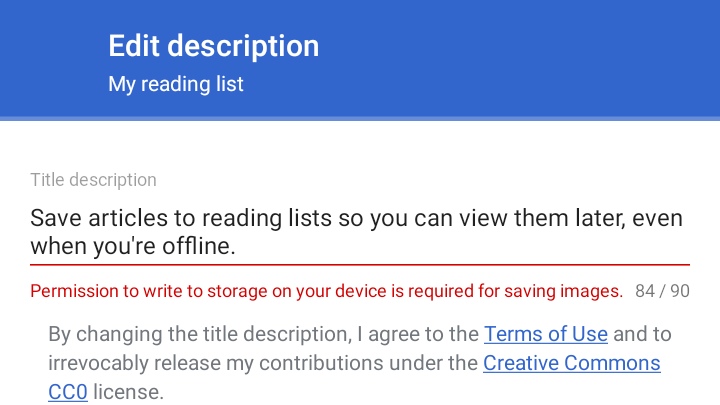 Edit description
My reading list
Title description
Save articles to reading lists so you can view them later, even
when you're offline.
Permission to write to storage on your device is required for saving images. 84 / 90
By changing the title description, I agree to the Terms of Use and to
irrevocably release my contributions under the Creative Commons
CC0 license.